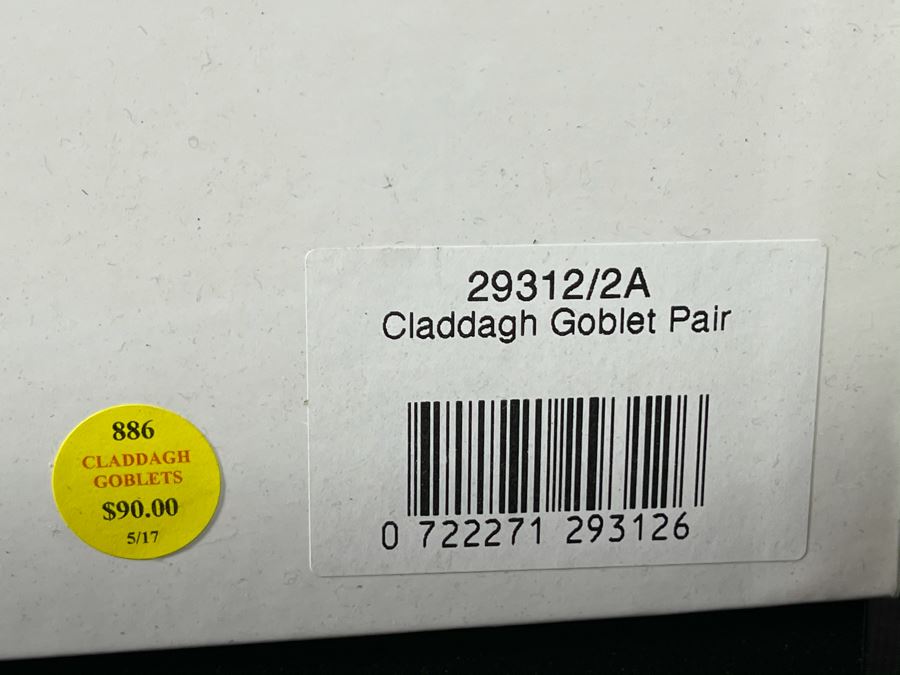 29312/2A
Claddagh Goblet Pair
0 722271 293126
886
CLADDAGH
GOBLETS
$90.00
5/17